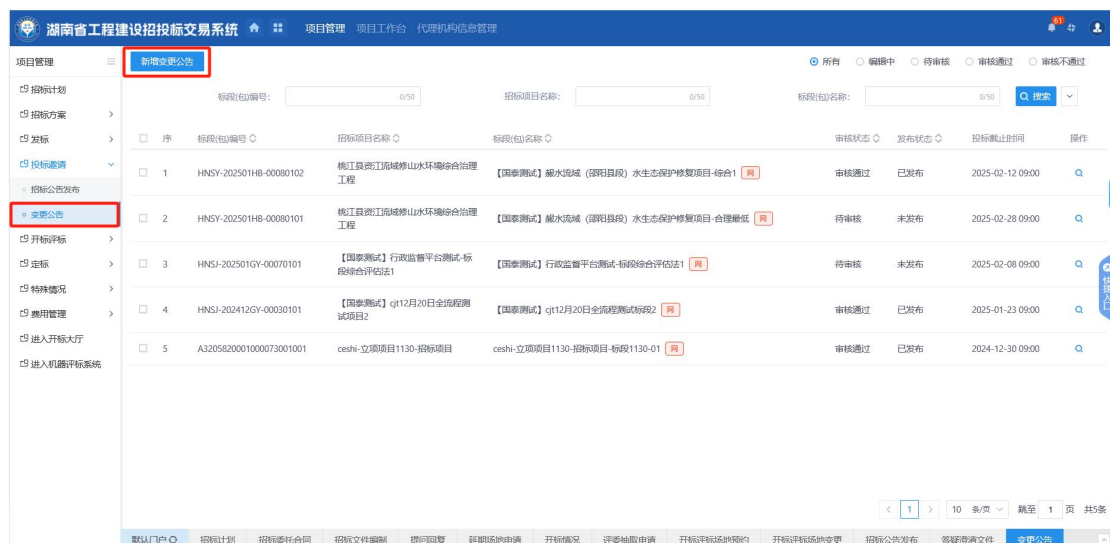 湖南省工程建设招投标交易系统 项目管理 项目工作台 代理机构信息管理 61
项目管理
新增变更公告 所有 编辑中 待审核 审核通过 审核不通过
招标计划
招标方案
发标
投标邀请
招标公告发布
变更公告
开标评标
定标
特殊情况
费用管理
进入开标大厅
进入机器评标系统
标段(包)编号: 0/50 招标项目名称: 0/50 标段(包)名称: 0/50 搜索
序 标段(包)编号 招标项目名称 标段(包)名称 审核状态 发布状态 投标截止时间 操作
1 HNSY-202501HB-00080102 桃江县资江流域修山水环境综合治理
工程 【国泰测试】赧水流域（邵阳县段）水生态保护修复项目-综合1 网 审核通过 已发布 2025-02-12 09:00
2 HNSY-202501HB-00080101 桃江县资江流域修山水环境综合治理
工程 【国泰测试】赧水流域（邵阳县段）水生态保护修复项目-合理最低 网 待审核 未发布 2025-02-28 09:00
3 HNSJ-202501GY-00070101 【国泰测试】行政监督平台测试-标
段综合评估法1 【国泰测试】行政监督平台测试-标段综合评估法1 网 待审核 未发布 2025-02-08 09:00
4 HNSJ-202412GY-00030101 【国泰测试】cjt12月20日全流程测
试项目2 【国泰测试】cjt12月20日全流程测试标段2 网 审核通过 已发布 2025-01-23 09:00
5 A3205820001000073001001 ceshi-立项项目1130-招标项目 ceshi-立项项目1130-招标项目-标段1130-01 网 审核通过 已发布 2024-12-30 09:00
快捷入口
1 10 条/页 跳至 1 页 共5条
默认门户 招标计划 招标委托合同 招标文件编制 提问回复 延期场地申请 开标情况 评委抽取申请 开标评标场地预约 开标评标场地变更 招标公告发布 答疑澄清文件 变更公告